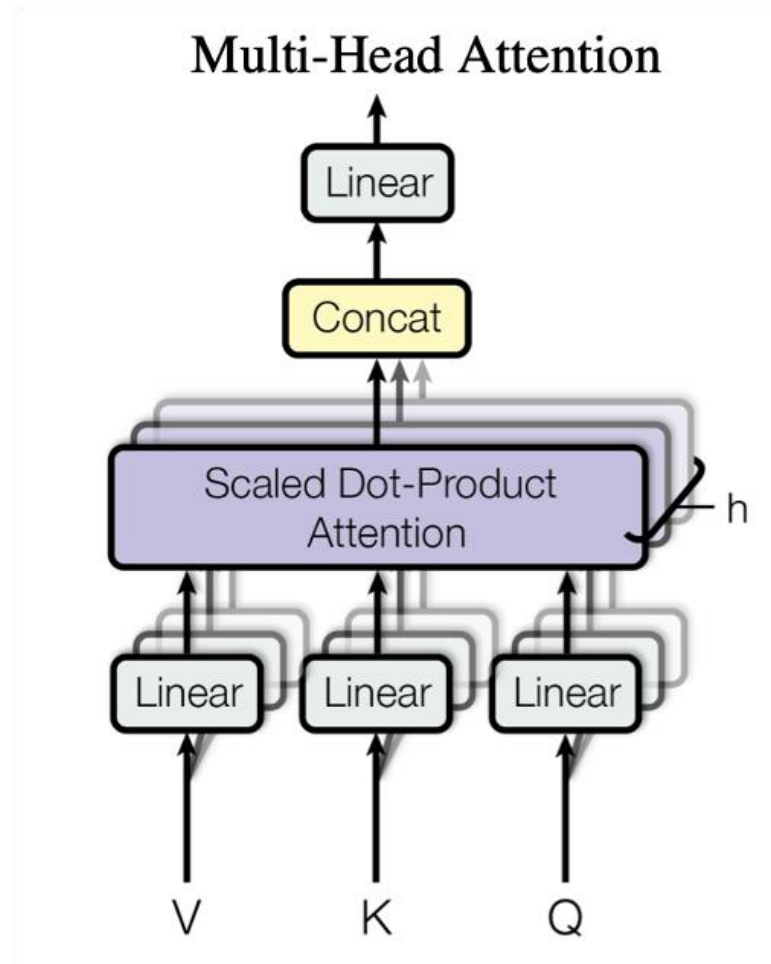 Multi-Head Attention
Linear
Concat
Scaled Dot-Product
Attention
h
Linear
Linear
Linear
V
K
Q